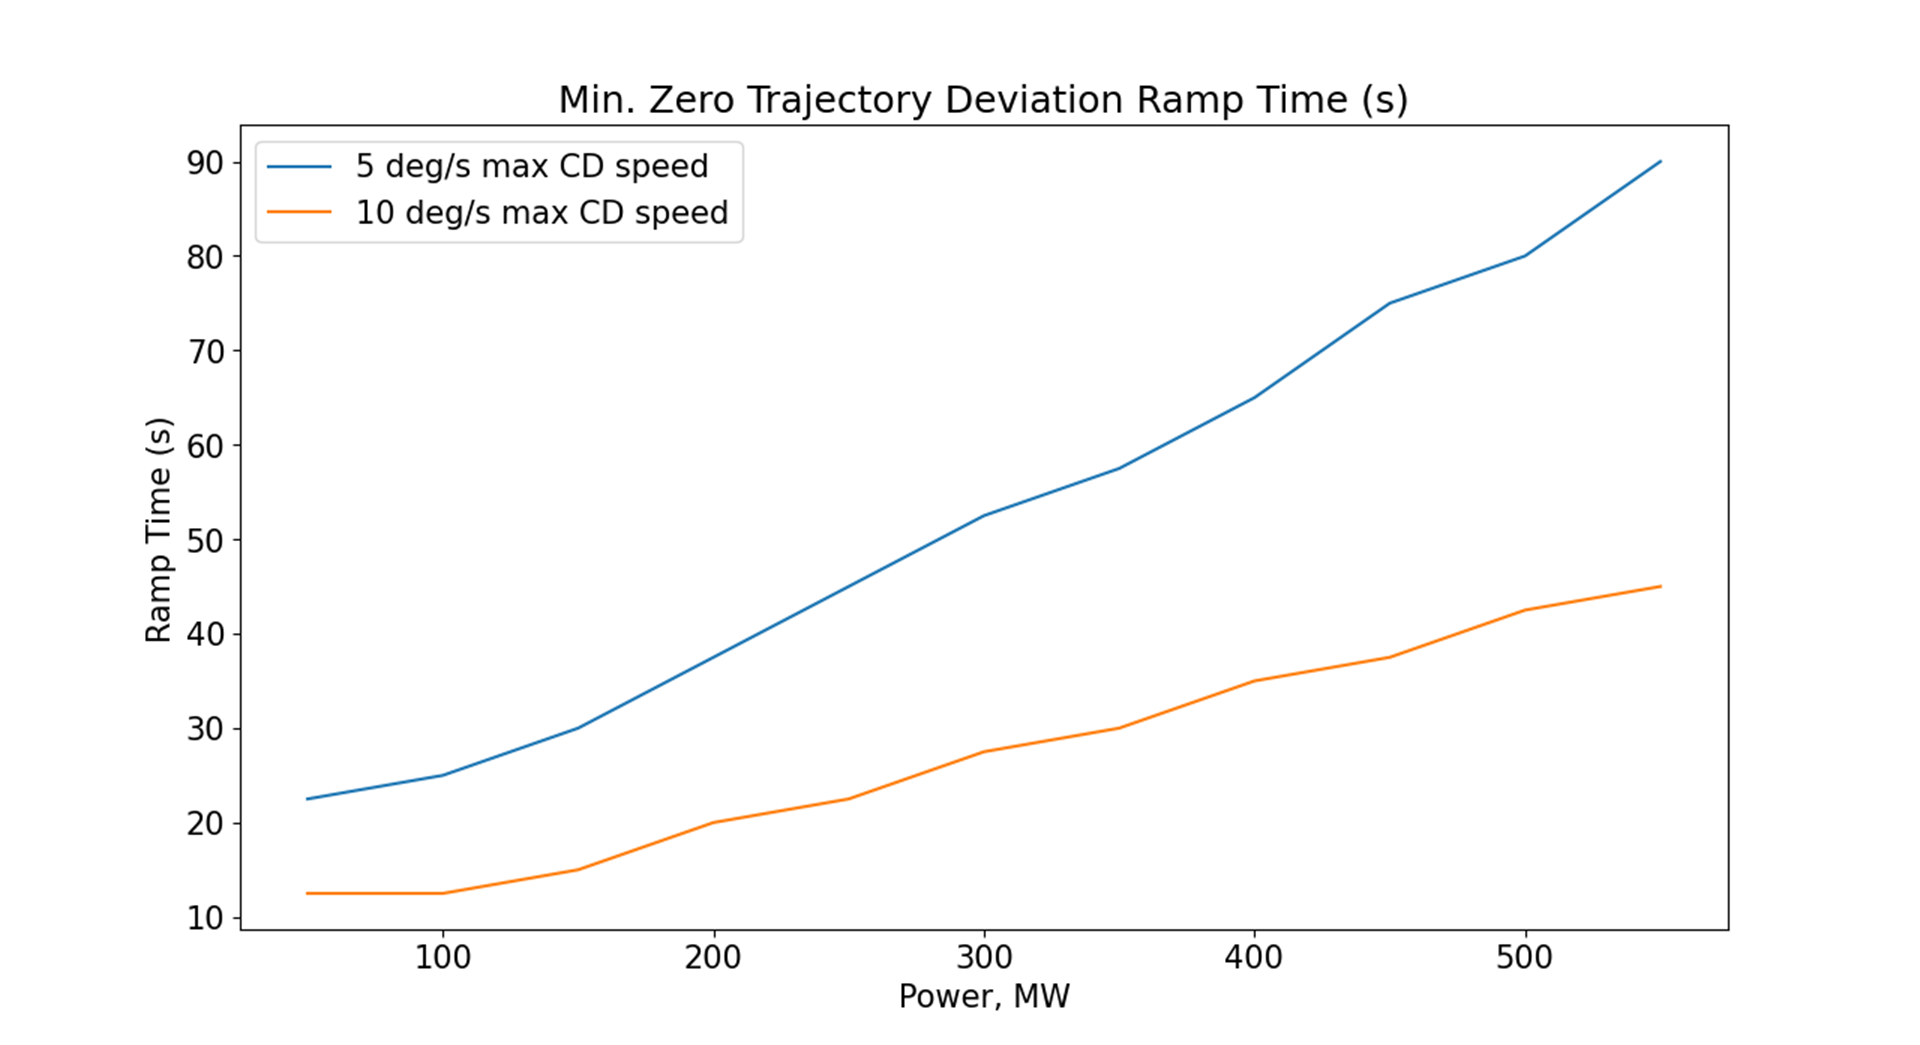 Min. Zero Trajectory Deviation Ramp Time (s)
5 deg/s max CD speed
10 deg/s max CD speed
90
80
70
60
50
40
30
20
10
Ramp Time (s)
100 200 300 400 500
Power, MW